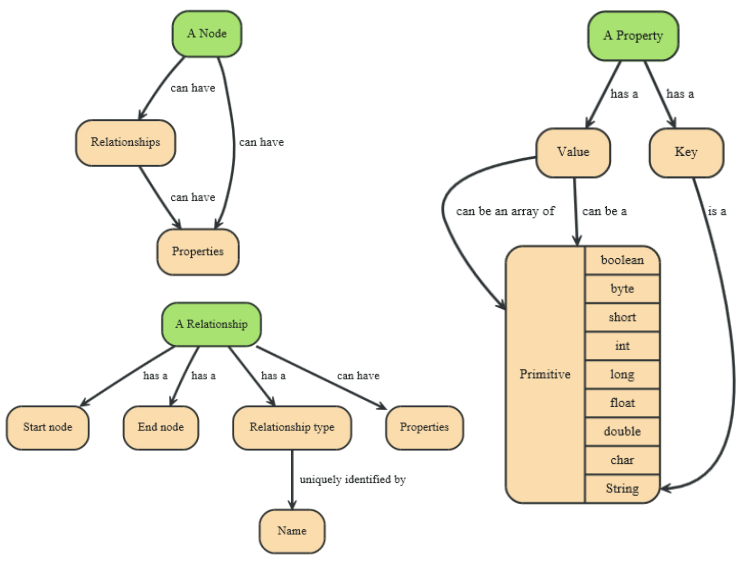 A Node
can have
Relationships
can have
can have
Properties
A Relationship
has a
has a
has a
can have
Start node
End node
Relationship type
Properties
uniquely identified by
Name
A Property
has a
has a
Value
Key
can be an array of
can be a
is a
Primitive
boolean
byte
short
int
long
float
double
char
String